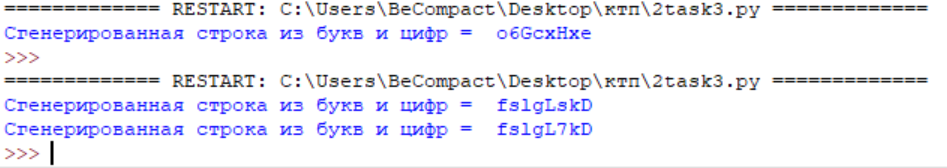 ============= RESTART: C:\Users\BeCompact\Desktop\ктп\2task3.py =============
Сгенерированная строка из букв и цифр =  o6GcxHxe
>>>
============= RESTART: C:\Users\BeCompact\Desktop\ктп\2task3.py =============
Сгенерированная строка из букв и цифр =  fslgLskD
Сгенерированная строка из букв и цифр =  fslgL7kD
>>>